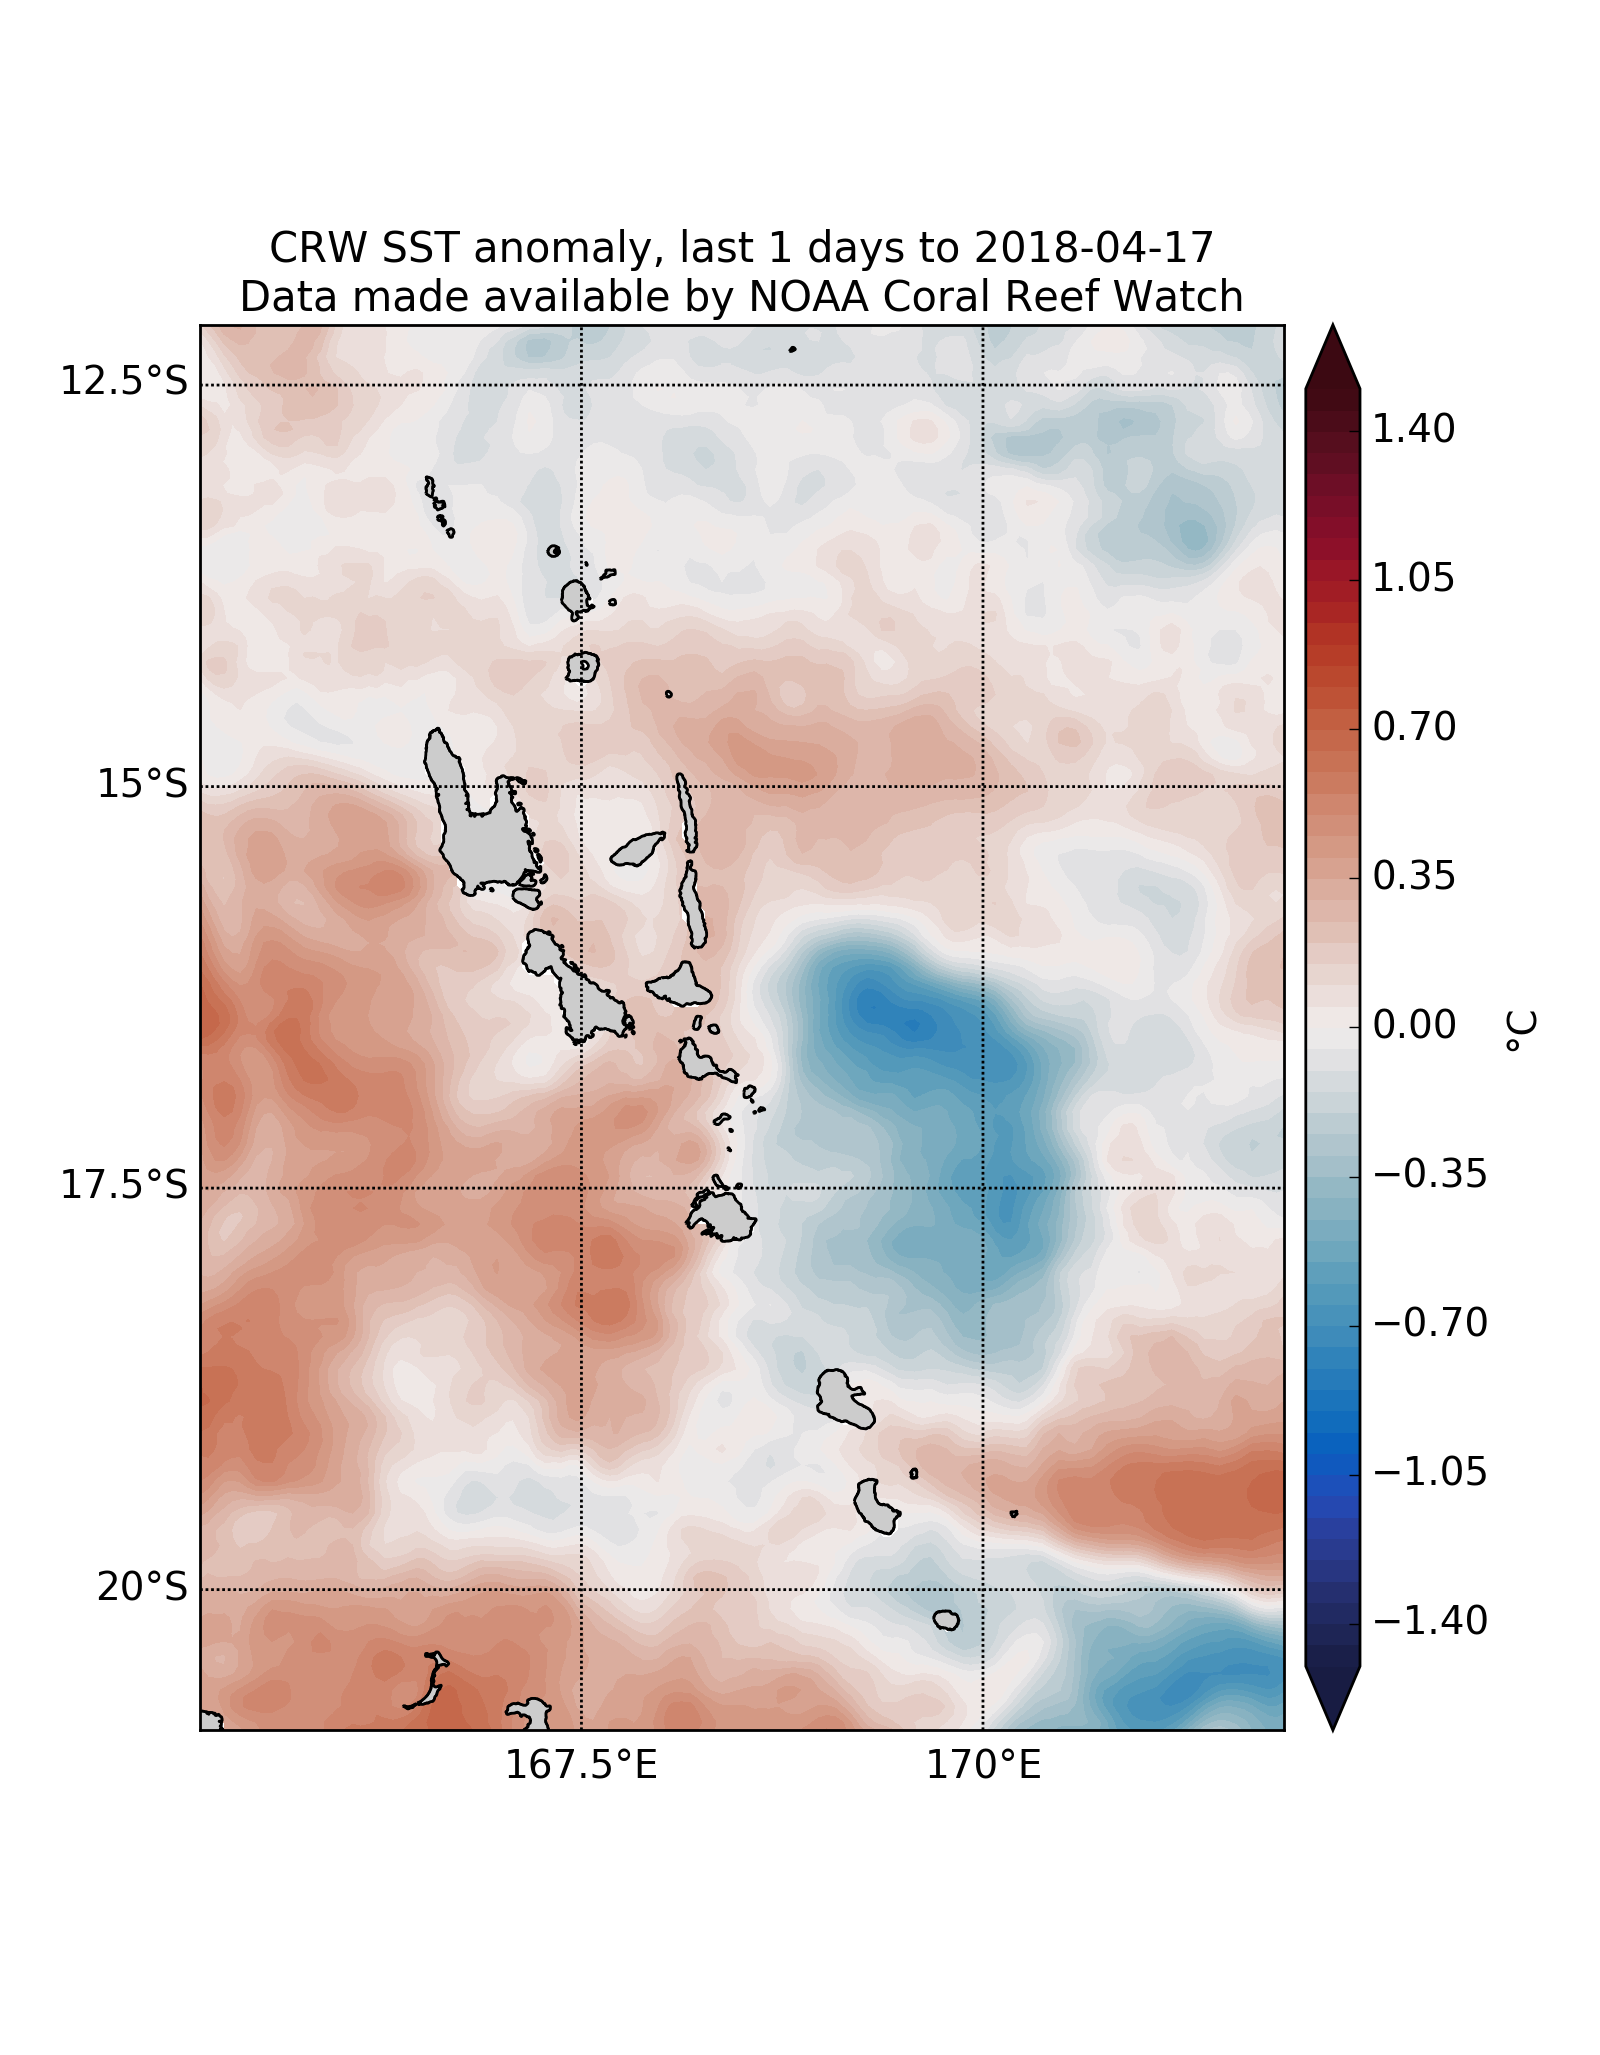 CRW SST anomaly, last 1 days to 2018-04-17
Data made available by NOAA Coral Reef Watch
12.5°S
15°S
17.5°S
20°S
167.5°E
170°E
1.40
1.05
0.70
0.35
0.00
−0.35
−0.70
−1.05
−1.40
°C